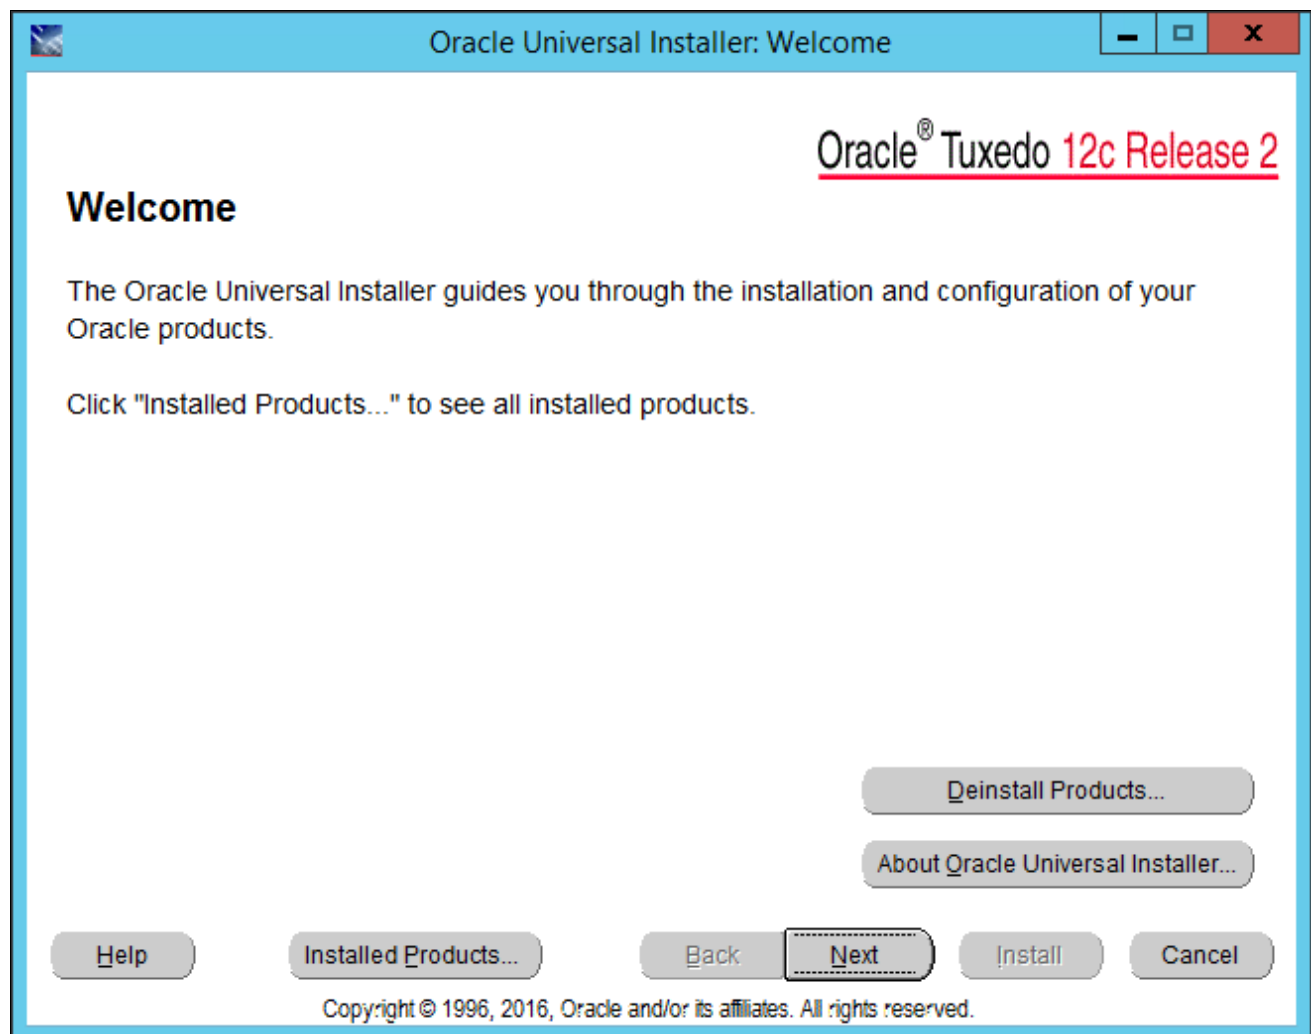 Oracle Universal Installer: Welcome
Oracle® Tuxedo 12c Release 2
Welcome
The Oracle Universal Installer guides you through the installation and configuration of your
Oracle products.
Click "Installed Products..." to see all installed products.
Deinstall Products...
About Oracle Universal Installer...
Help Installed Products... Back Next Install Cancel
Copyright © 1996, 2016, Oracle and/or its affiliates. All rights reserved.